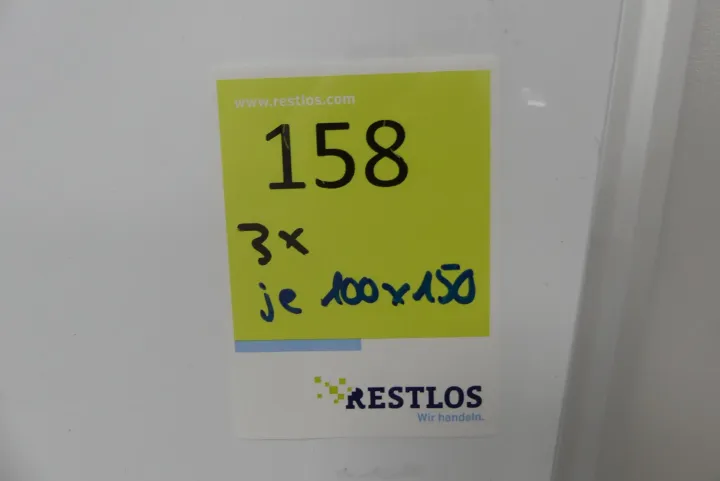 www.restlos.com
158
3x
je 100x150
RESTLOS
Wir handeln.